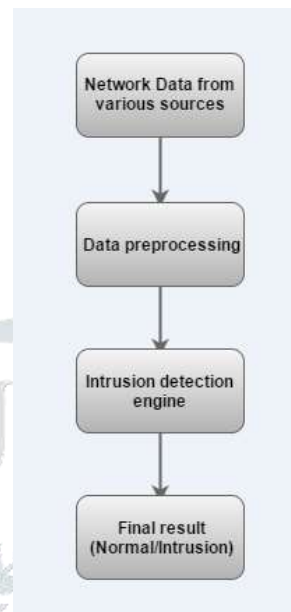 Network Data from
various sources
Data preprocessing
Intrusion detection
engine
Final result
(Normal/Intrusion)